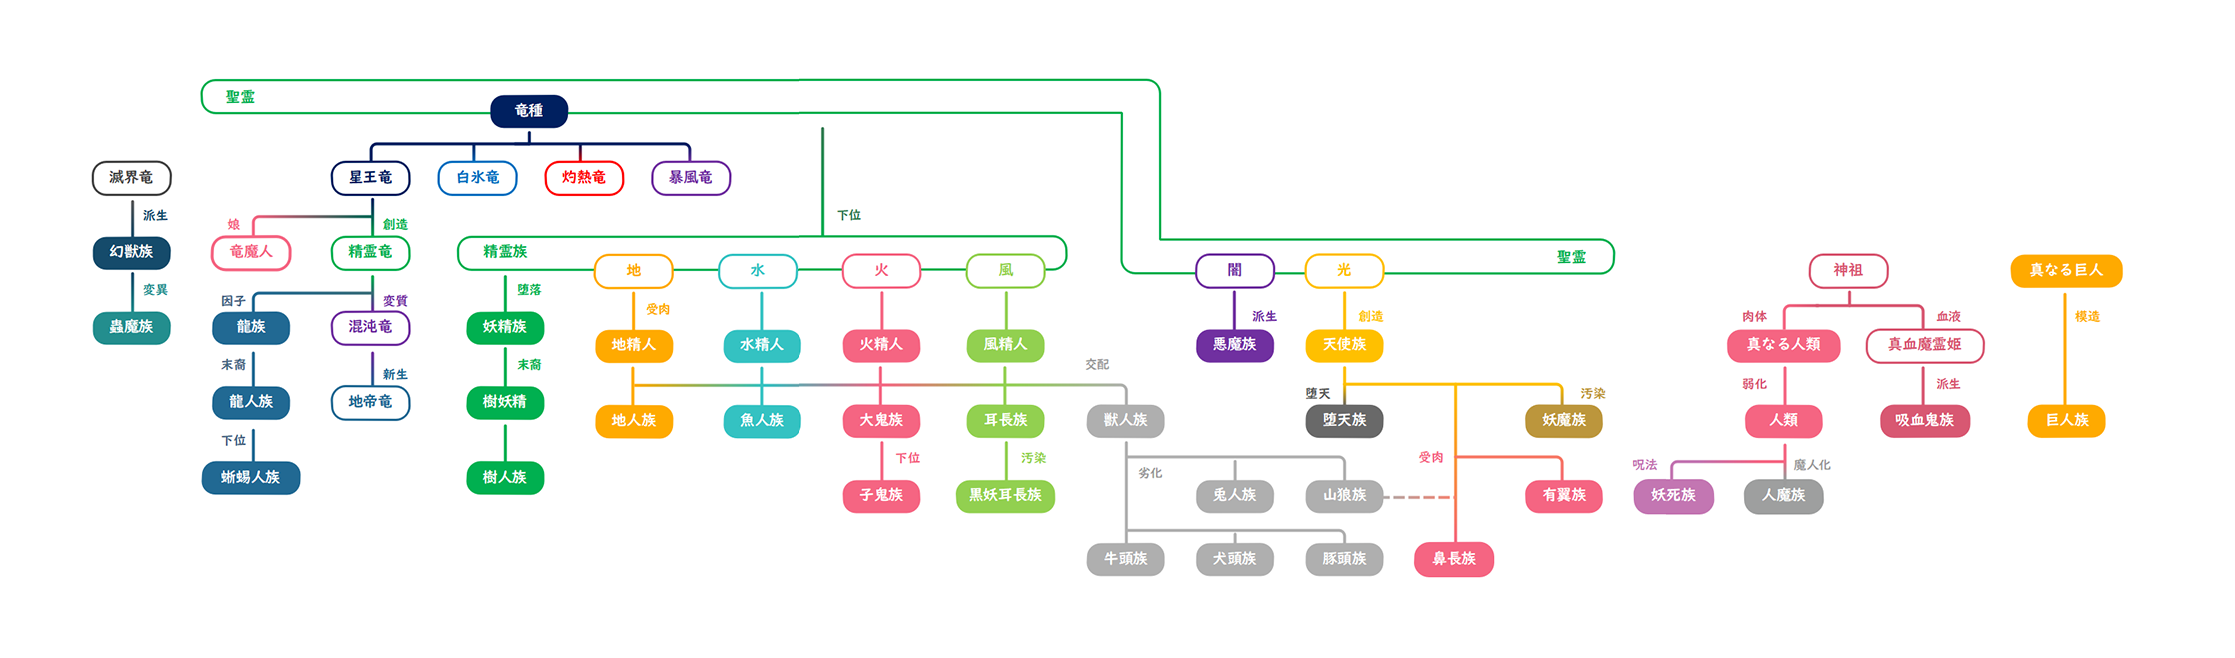 聖霊
竜種
滅界竜
星王竜
白氷竜
灼熱竜
暴風竜
派生
娘
創造
下位
幻獣族
竜魔人
精霊竜
精霊族
地
水
火
風
闇
光
聖霊
神祖
真なる巨人
変異
因子
変質
堕落
受肉
派生
創造
肉体
血液
模造
蟲魔族
龍族
混沌竜
妖精族
地精人
水精人
火精人
風精人
悪魔族
天使族
真なる人類
真血魔霊姫
末裔
新生
末裔
交配
堕天
汚染
弱化
派生
龍人族
地帝竜
樹妖精
地人族
魚人族
大鬼族
耳長族
獣人族
堕天族
妖魔族
人類
吸血鬼族
巨人族
下位
下位
汚染
劣化
受肉
呪法
魔人化
蜥蜴人族
樹人族
子鬼族
黒妖耳長族
兎人族
山狼族
有翼族
妖死族
人魔族
牛頭族
犬頭族
豚頭族
鼻長族